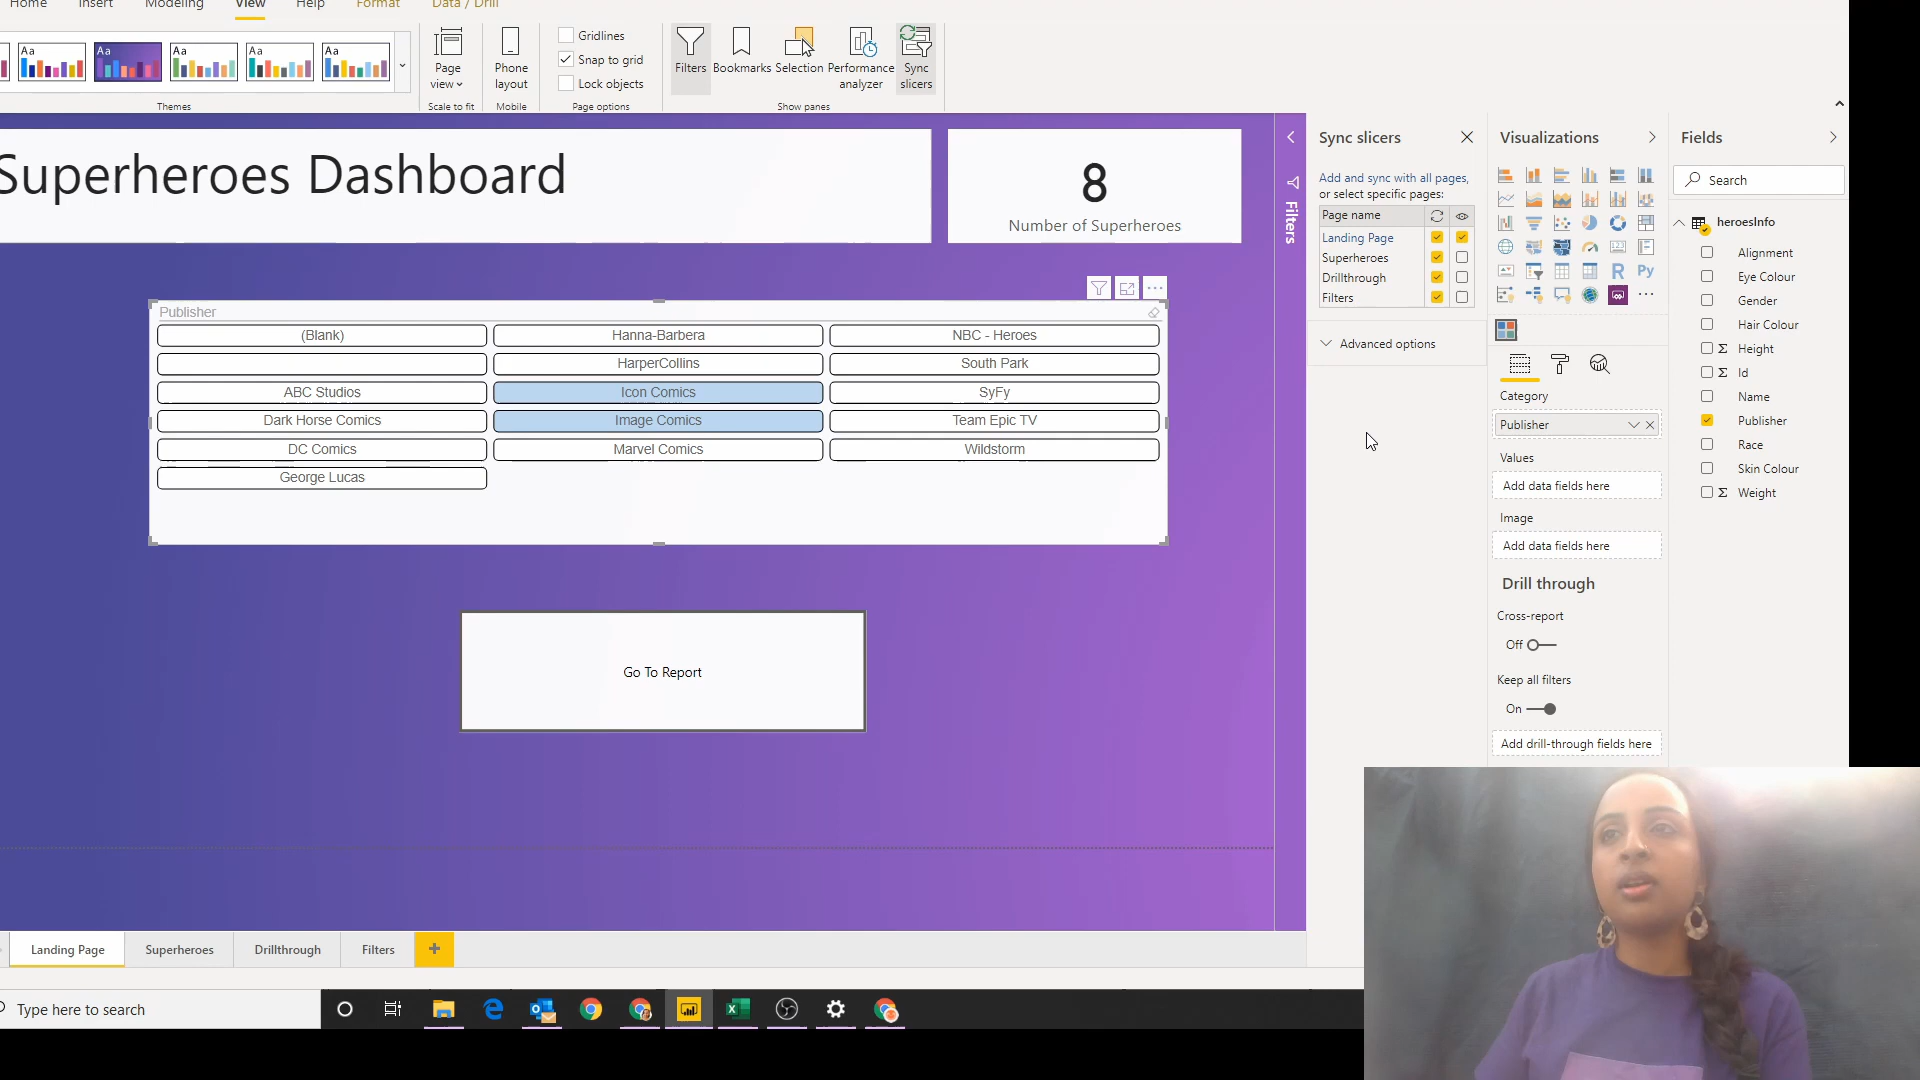 Home Insert Modeling View Help Format Data / Drill
Aa Aa Aa Aa Aa
Page view
Phone layout
Gridlines
Snap to grid
Lock objects
Filters Bookmarks Selection Performance analyzer Sync slicers
Themes Scale to fit Mobile Page options Show panes
Superheroes Dashboard
8
Number of Superheroes
Filters
Publisher
(Blank) Hanna-Barbera NBC - Heroes
HarperCollins South Park
ABC Studios Icon Comics SyFy
Dark Horse Comics Image Comics Team Epic TV
DC Comics Marvel Comics Wildstorm
George Lucas
Go To Report
Sync slicers
Add and sync with all pages,
or select specific pages:
Page name
Landing Page
Superheroes
Drillthrough
Filters
Advanced options
Visualizations
123
R Py
Category
Publisher
Values
Add data fields here
Image
Add data fields here
Drill through
Cross-report
Off
Keep all filters
On
Add drill-through fields here
Fields
Search
heroesInfo
Alignment
Eye Colour
Gender
Hair Colour
Σ Height
Σ Id
Name
Publisher
Race
Skin Colour
Σ Weight
Landing Page Superheroes Drillthrough Filters +
Type here to search